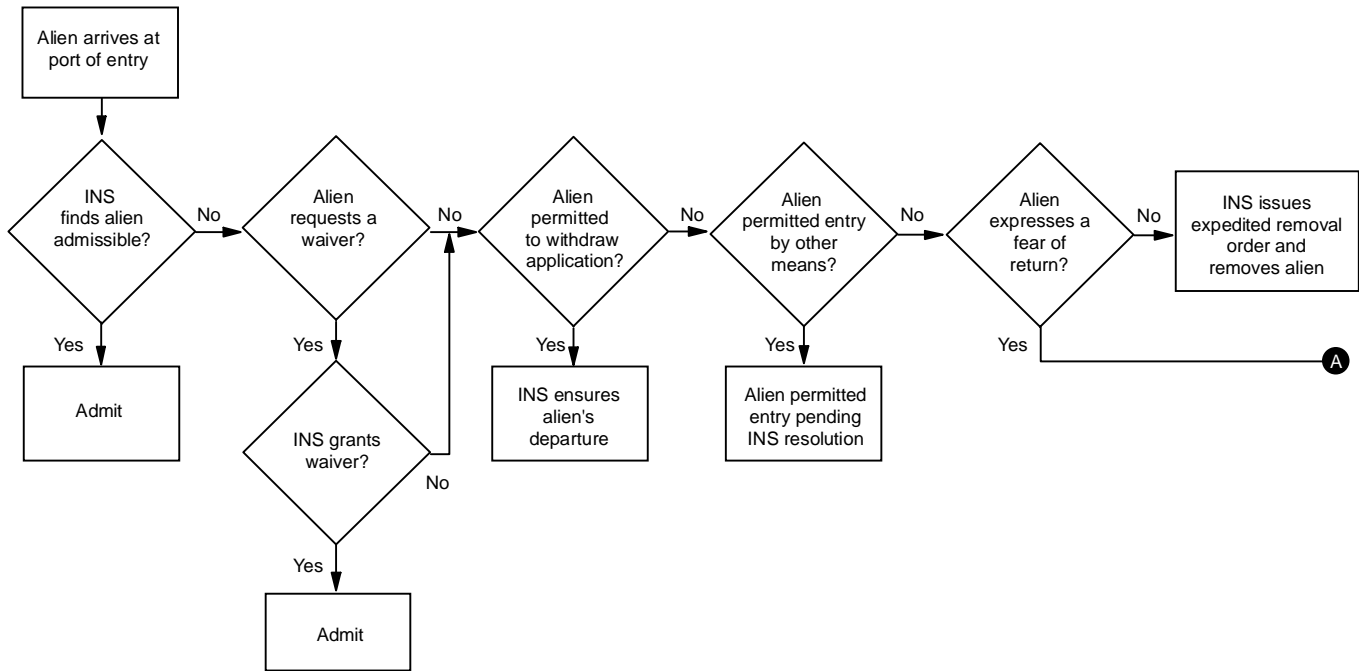 Alien arrives at
port of entry
INS
finds alien
admissible?
No
Yes
Admit
Alien
requests a
waiver?
No
Yes
INS grants
waiver?
No
Yes
Admit
Alien
permitted
to withdraw
application?
No
Yes
INS ensures
alien's
departure
Alien
permitted entry
by other
means?
No
Yes
Alien permitted
entry pending
INS resolution
Alien
expresses a
fear of
return?
No
Yes
INS issues
expedited removal
order and
removes alien
A